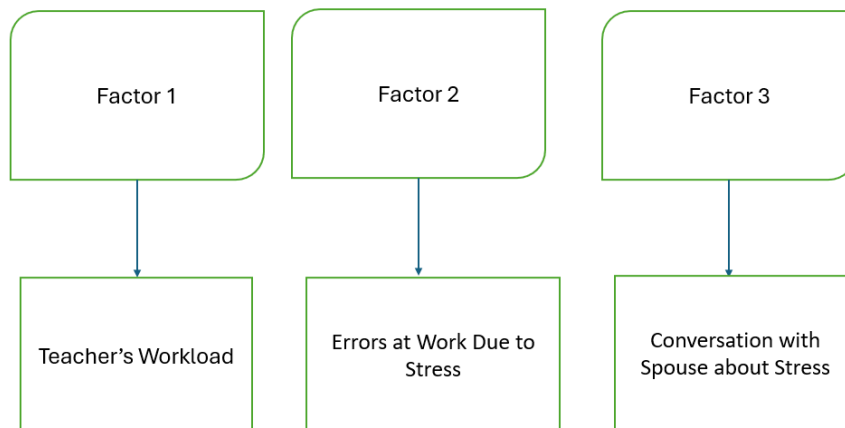 Factor 1
Factor 2
Factor 3
Teacher’s Workload
Errors at Work Due to
Stress
Conversation with
Spouse about Stress